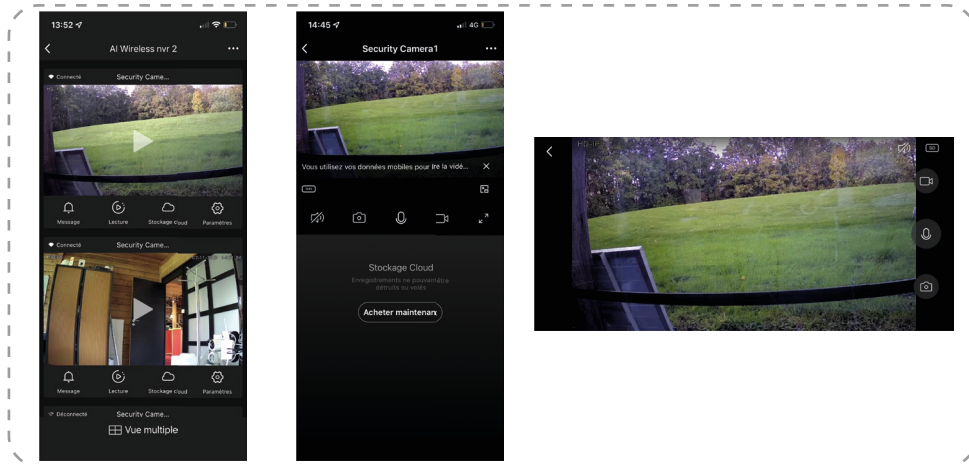 13:52
AI Wireless nvr 2
Connecté
Security Came...
Message
Lecture
Stockage cloud
Paramètres
Connecté
Security Came...
Message
Lecture
Stockage cloud
Paramètres
Déconnecté
Security Came...
Vue multiple
14:45
4G
Security Camera1
Vous utilisez vos données mobiles pour lire la vidé...
Stockage Cloud
Enregistrements ne pouvant être
détruits ou volés
Acheter maintenant